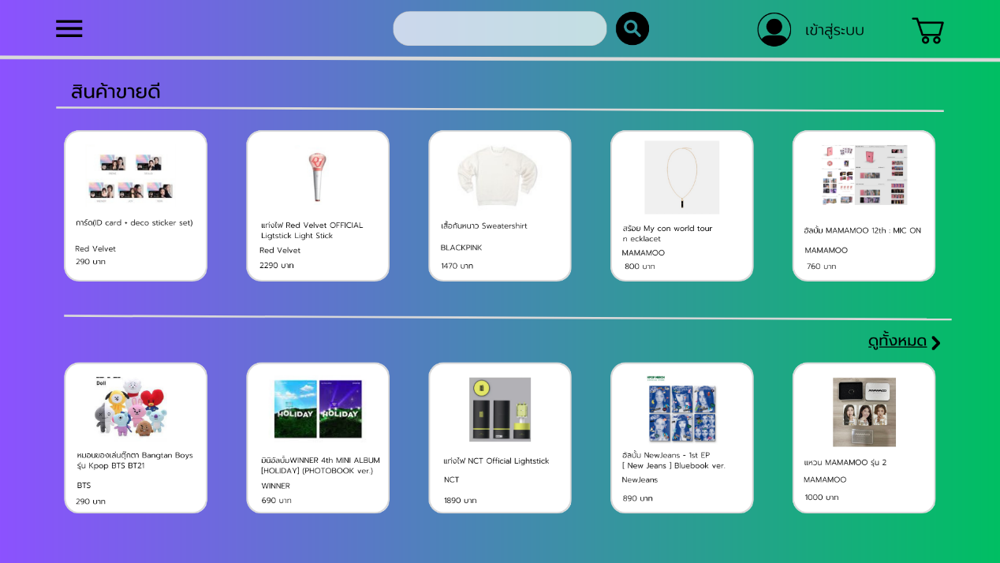 เข้าสู่ระบบ
สินค้าขายดี
การ์ด(ID card + deco sticker set)
Red Velvet
290 บาท
แท่งไฟ Red Velvet OFFICIAL
Ligtstick Light Stick
Red Velvet
2290 บาท
เสื้อกันหนาว Sweatershirt
BLACKPINK
1470 บาท
สร้อย My con world tour
n ecklacet
MAMAMOO
800 บาท
อัลบั้ม MAMAMOO 12th : MIC ON
MAMAMOO
760 บาท
ดูทั้งหมด
Doll
หมอนของเล่นตุ๊กตา Bangtan Boys
รุ่น Kpop BTS BT21
BTS
290 บาท
HOLIDAY
HOLIDAY
มินิอัลบั้มWINNER 4th MINI ALBUM
[HOLIDAY] (PHOTOBOOK ver.)
WINNER
690 บาท
แท่งไฟ NCT Official Lightstick
NCT
1890 บาท
KPOP MERCH
อัลบั้ม NewJeans - 1st EP
[ New Jeans ] Bluebook ver.
NewJeans
890 บาท
MAMAMOO
แหวน MAMAMOO รุ่น 2
MAMAMOO
1000 บาท